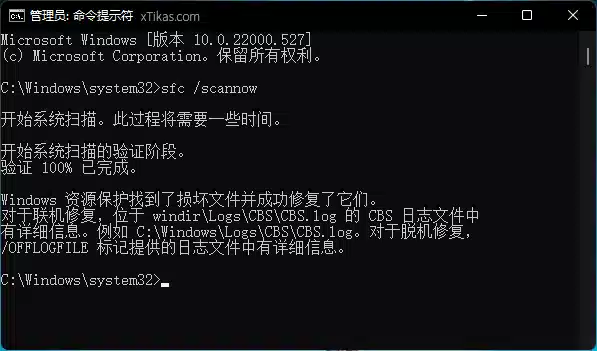 管理员: 命令提示符 xTikas.com
Microsoft Windows [版本 10.0.22000.527]
(c) Microsoft Corporation。保留所有权利。
C:\Windows\system32>sfc /scannow
开始系统扫描。此过程将需要一些时间。
开始系统扫描的验证阶段。
验证 100% 已完成。
Windows 资源保护找到了损坏文件并成功修复了它们。
对于联机修复，位于 windir\Logs\CBS\CBS.log 的 CBS 日志文件中
有详细信息。例如 C:\Windows\Logs\CBS\CBS.log。对于脱机修复，
/OFFLOGFILE 标记提供的日志文件中有详细信息。
C:\Windows\system32>